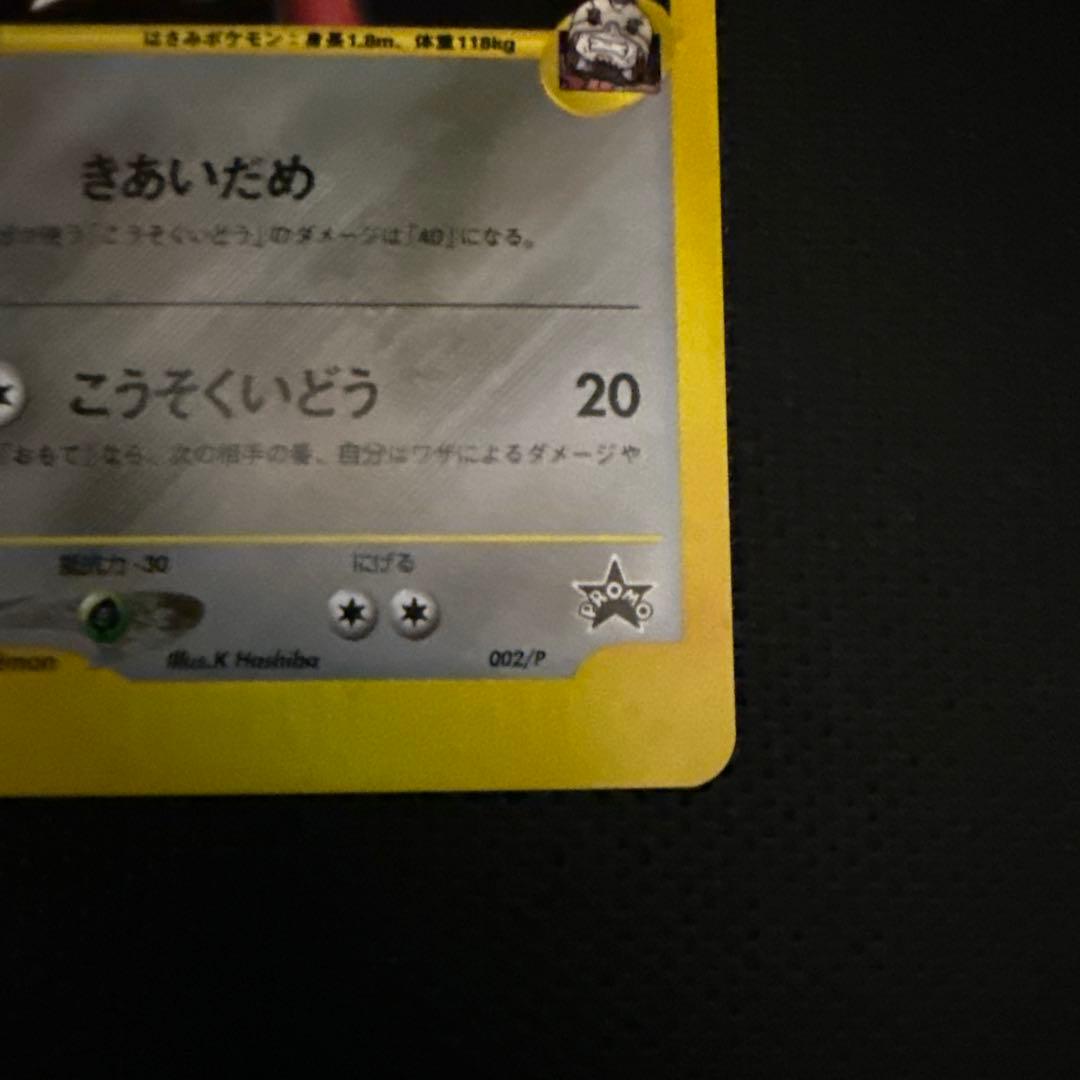 はさみポケモン：身長1.8m、体重118kg
きあいだめ
使う『こうそくいどう』のダメージは『40』になる。
こうそくいどう 20
『おもて』なら、次の相手の番、自分はワザによるダメージや
抵抗力 -30 にげる
PROMO
émon Illus.K Hoshiba 002/P